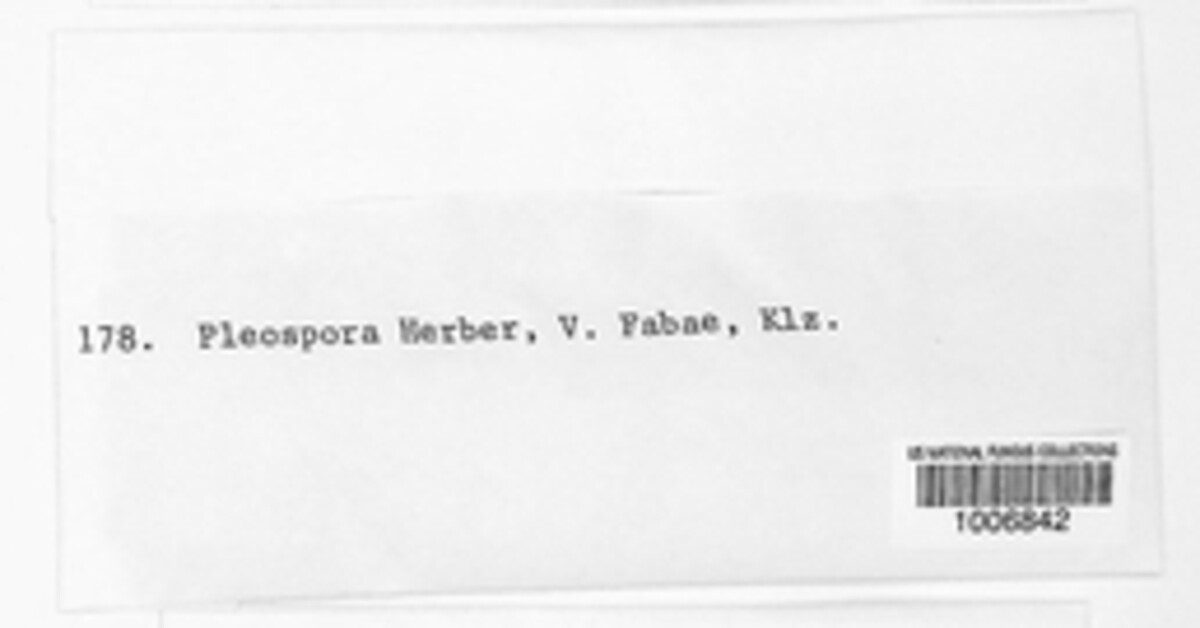 178. Pleospora Herber, V. Fabae, Klz.
US NATIONAL FUNGUS COLLECTIONS
1006842